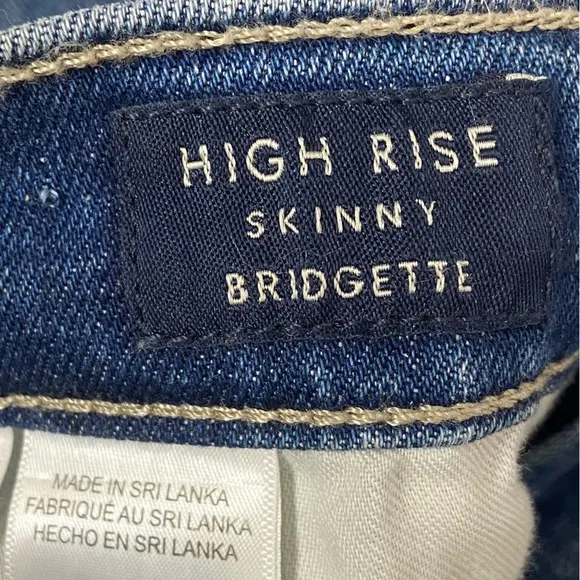 HIGH RISE
SKINNY
BRIDGETTE
MADE IN SRI LANKA
FABRIQUÉ AU SRI LANKA
HECHO EN SRI LANKA